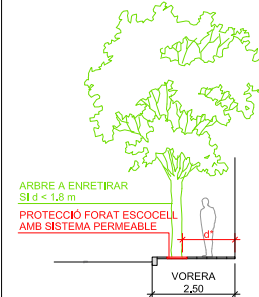 ARBRE A ENRETIRAR
SI d < 1,8 m
PROTECCIÓ FORAT ESCOCELL
AMB SISTEMA PERMEABLE
d*
VORERA
2,50